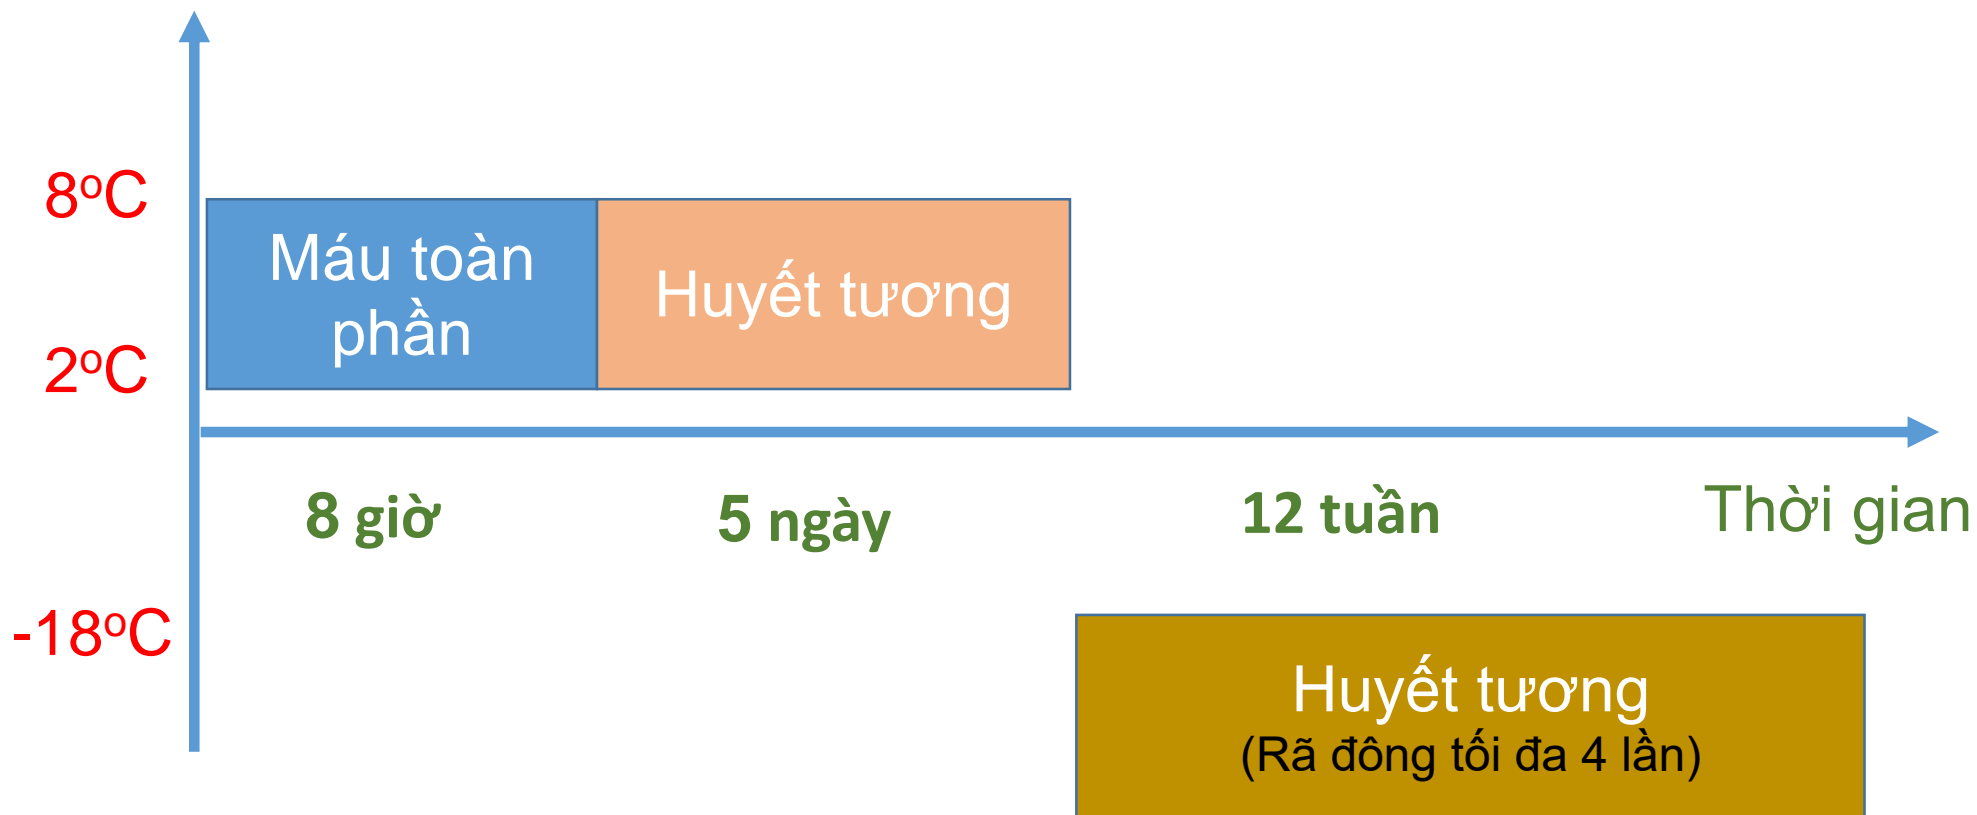 8ºC
Máu toàn
phần
Huyết tương
2ºC
8 giờ
5 ngày
12 tuần
Thời gian
-18ºC
Huyết tương
(Rã đông tối đa 4 lần)